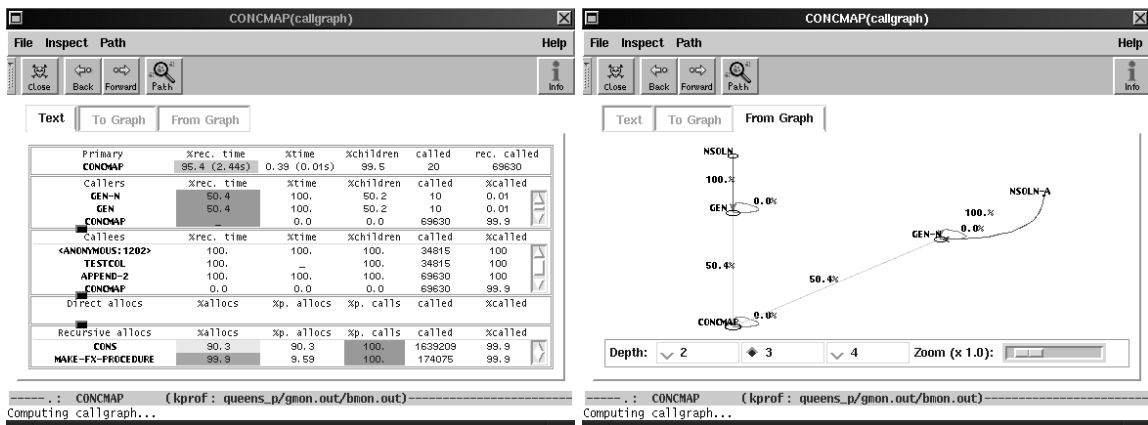 CONCMAP(callgraph)
File Inspect Path Help
Close Back Forward Path Info
Text To Graph From Graph
Primary %rec. time %time %children called rec. called
CONCMAP 95.4 (2.44s) 0.39 (0.01s) 99.5 20 69630
Callers %rec. time %time %children called %called
GEN-N 50.4 100. 50.2 10 0.01
GEN 50.4 100. 50.2 10 0.01
CONCMAP _ 0.0 0.0 69630 99.9
Callees %rec. time %time %children called %called
<ANONYMOUS:1202> 100. 100. 100. 34815 100
TESTCOL 100. _ 100. 34815 100
APPEND-2 100. 100. 100. 69630 100
CONCMAP 0.0 0.0 0.0 69630 99.9
Direct allocs %allocs %p. allocs %p. calls called %called
Recursive allocs %allocs %p. allocs %p. calls called %called
CONS 90.3 90.3 100. 1639209 99.9
MAKE-FX-PROCEDURE 99.9 9.59 100. 174075 99.9
-----.: CONCMAP (kprof: queens_p/gmon.out/bmon.out)--------------------------
Computing callgraph...
CONCMAP(callgraph)
File Inspect Path Help
Close Back Forward Path Info
Text To Graph From Graph
NSOLN
100.%
NSOLN-A
GEN 0.0%
100.%
GEN-N 0.0%
50.4%
50.4%
CONCMAP 0.0%
Depth: 2 3 4 Zoom (x 1.0):
-----.: CONCMAP (kprof: queens_p/gmon.out/bmon.out)--------------------------
Computing callgraph...